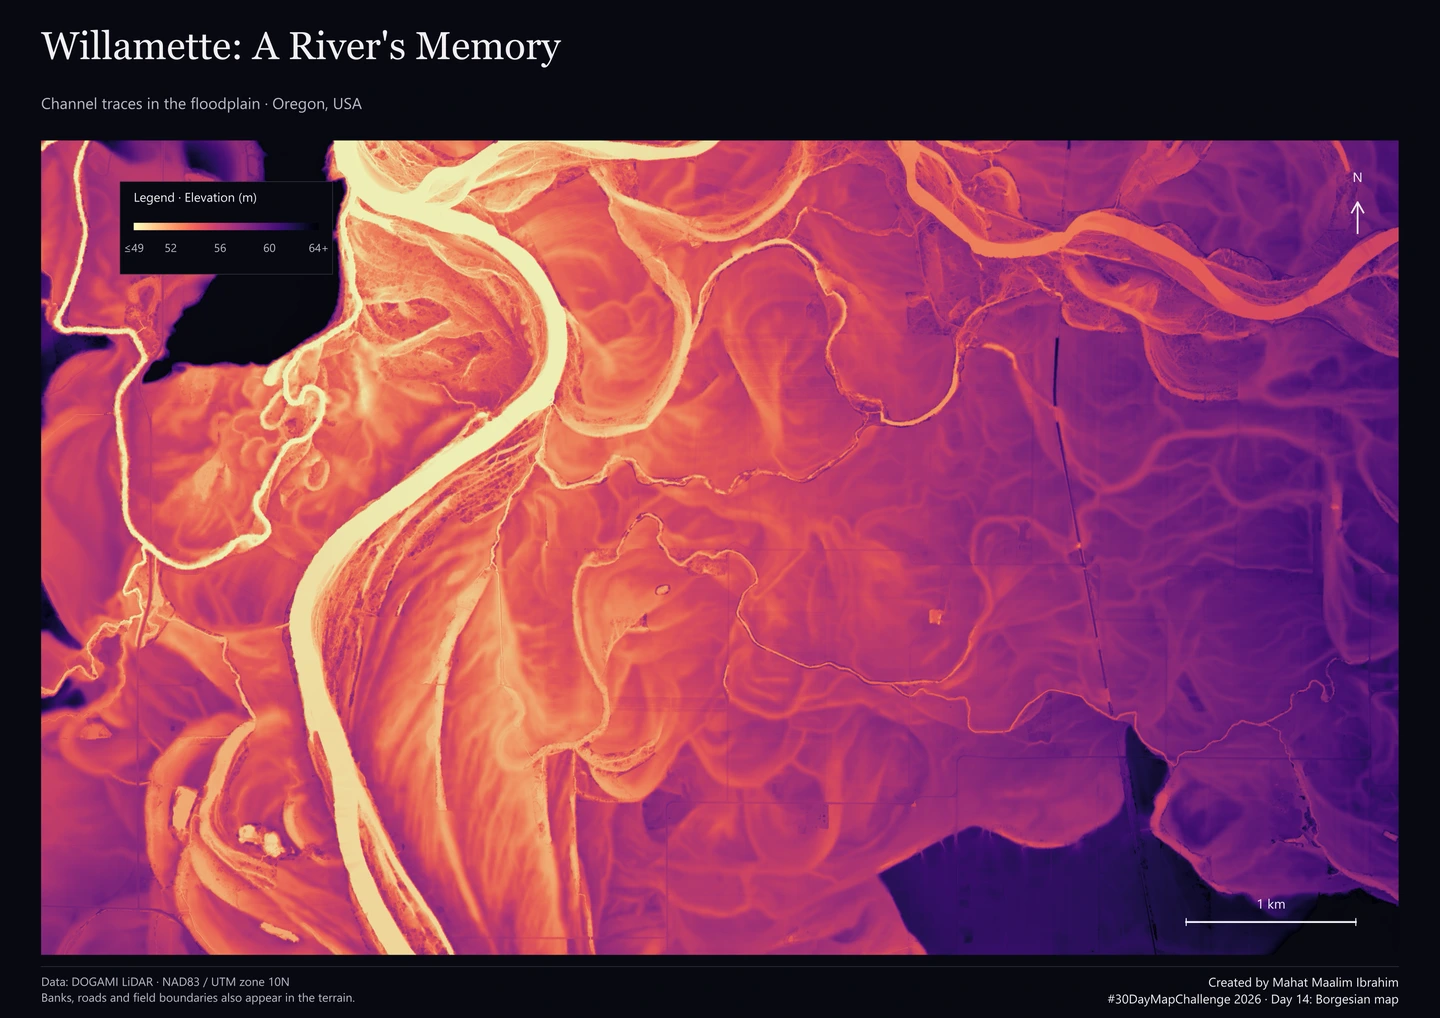 Willamette: A River's Memory
Channel traces in the floodplain · Oregon, USA
Legend · Elevation (m)
≤49 52 56 60 64+
N
1 km
Data: DOGAMI LiDAR · NAD83 / UTM zone 10N
Banks, roads and field boundaries also appear in the terrain.
Created by Mahat Maalim Ibrahim
#30DayMapChallenge 2026 · Day 14: Borgesian map